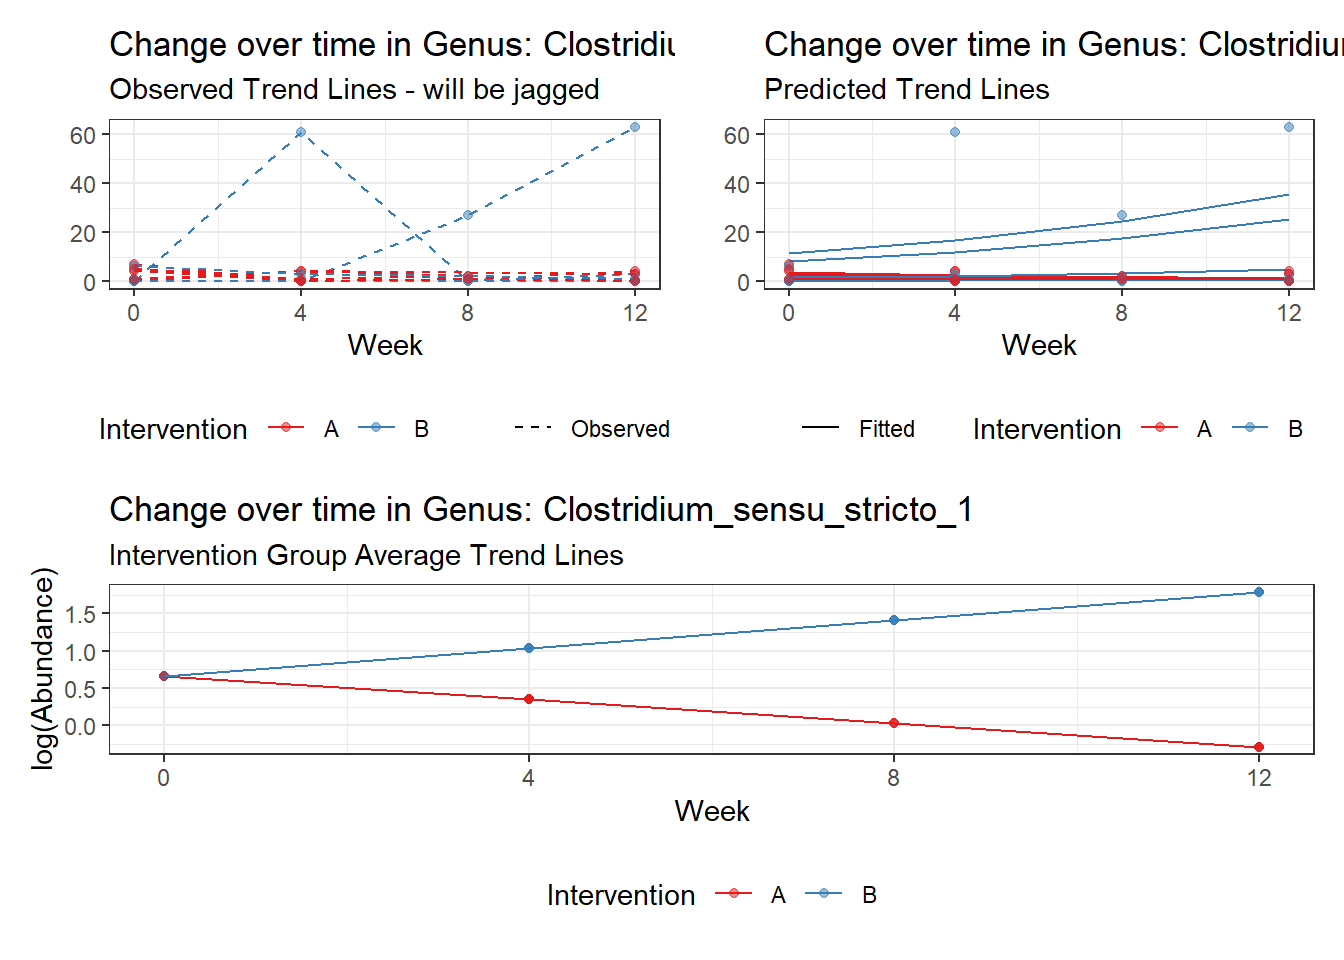 Change over time in Genus: Clostridiu
Observed Trend Lines - will be jagged
60
40
20
0
0 4 8 12
Week
Intervention A B Observed
Change over time in Genus: Clostridiur
Predicted Trend Lines
60
40
20
0
0 4 8 12
Week
Fitted Intervention A B
Change over time in Genus: Clostridium_sensu_stricto_1
Intervention Group Average Trend Lines
log(Abundance)
1.5
1.0
0.5
0.0
0 4 8 12
Week
Intervention A B